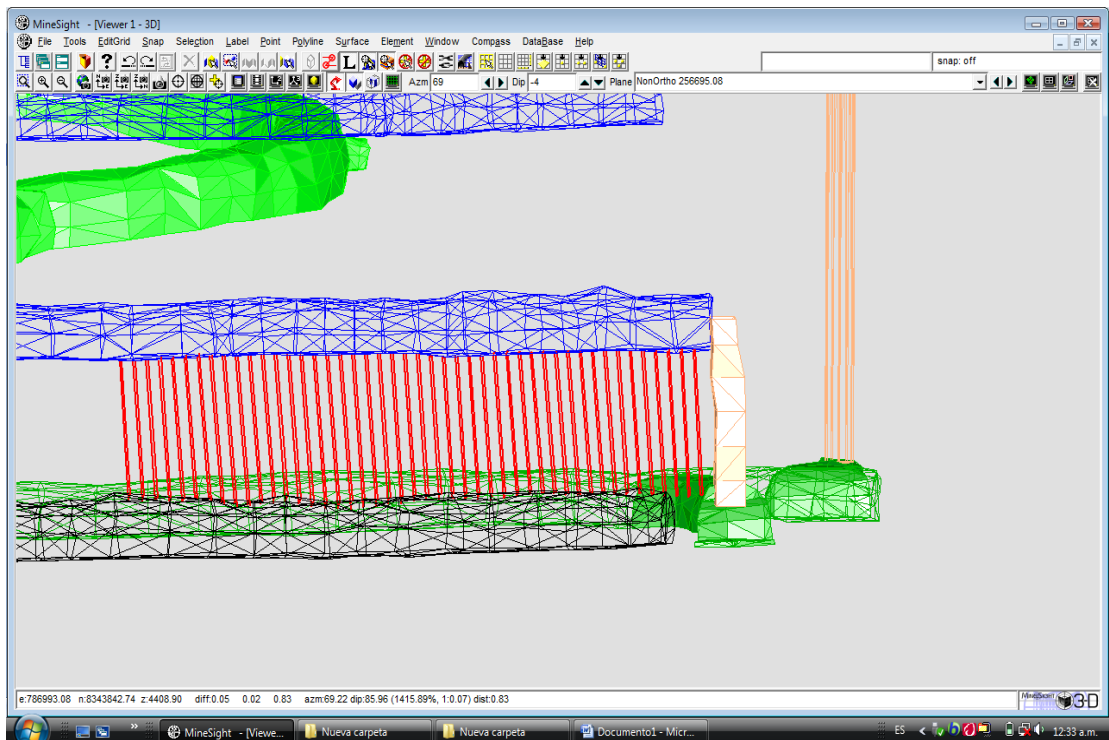 MineSight - [Viewer 1 - 3D]
File Tools EditGrid Snap Selection Label Point Polyline Surface Element Window Compass DataBase Help
snap: off
Azm 69 Dip -4 Plane NonOrtho 256695.08
e:786993.08 n:8343842.74 z:4408.90 diff:0.05 0.02 0.83 azm:69.22 dip:85.96 (1415.89%, 1:0.07) dist:0.83
MineSight 3-D
MineSight - [Viewe... Nueva carpeta Nueva carpeta Documento1 - Micr... ES 12:33 a.m.